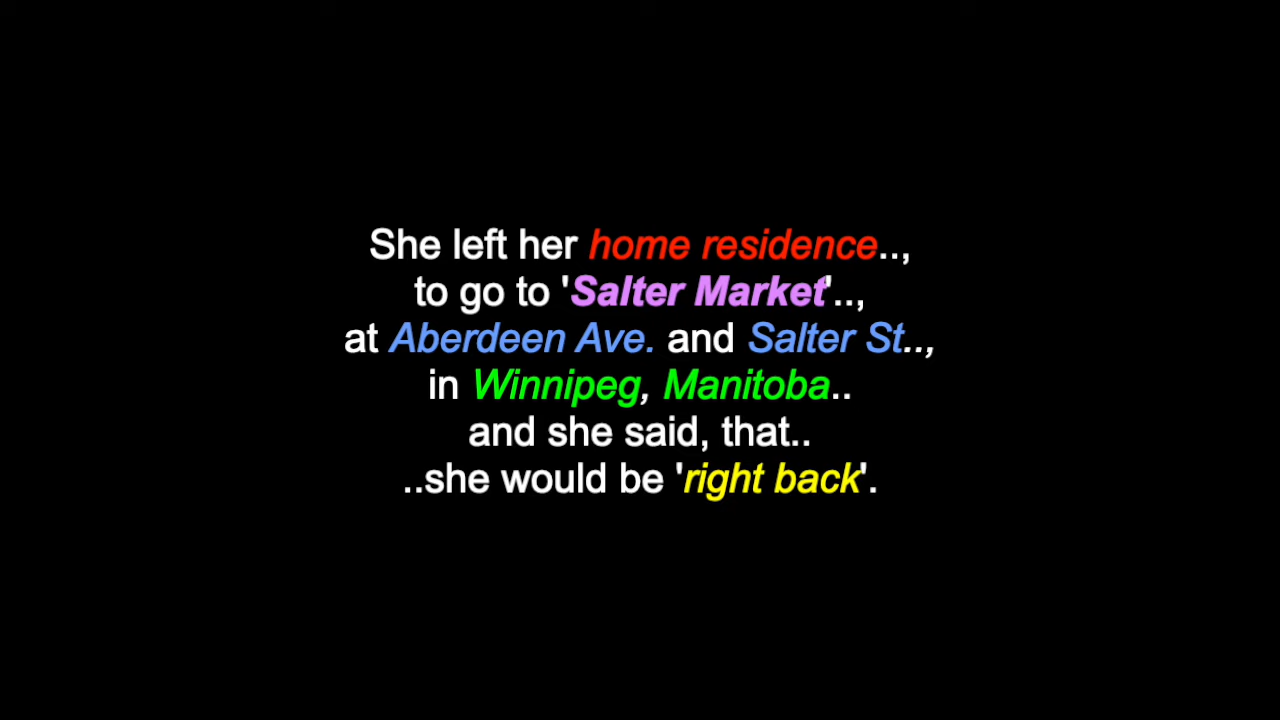 She left her home residence..,
to go to 'Salter Market'..,
at Aberdeen Ave. and Salter St..,
in Winnipeg, Manitoba..
and she said, that..
..she would be 'right back'.